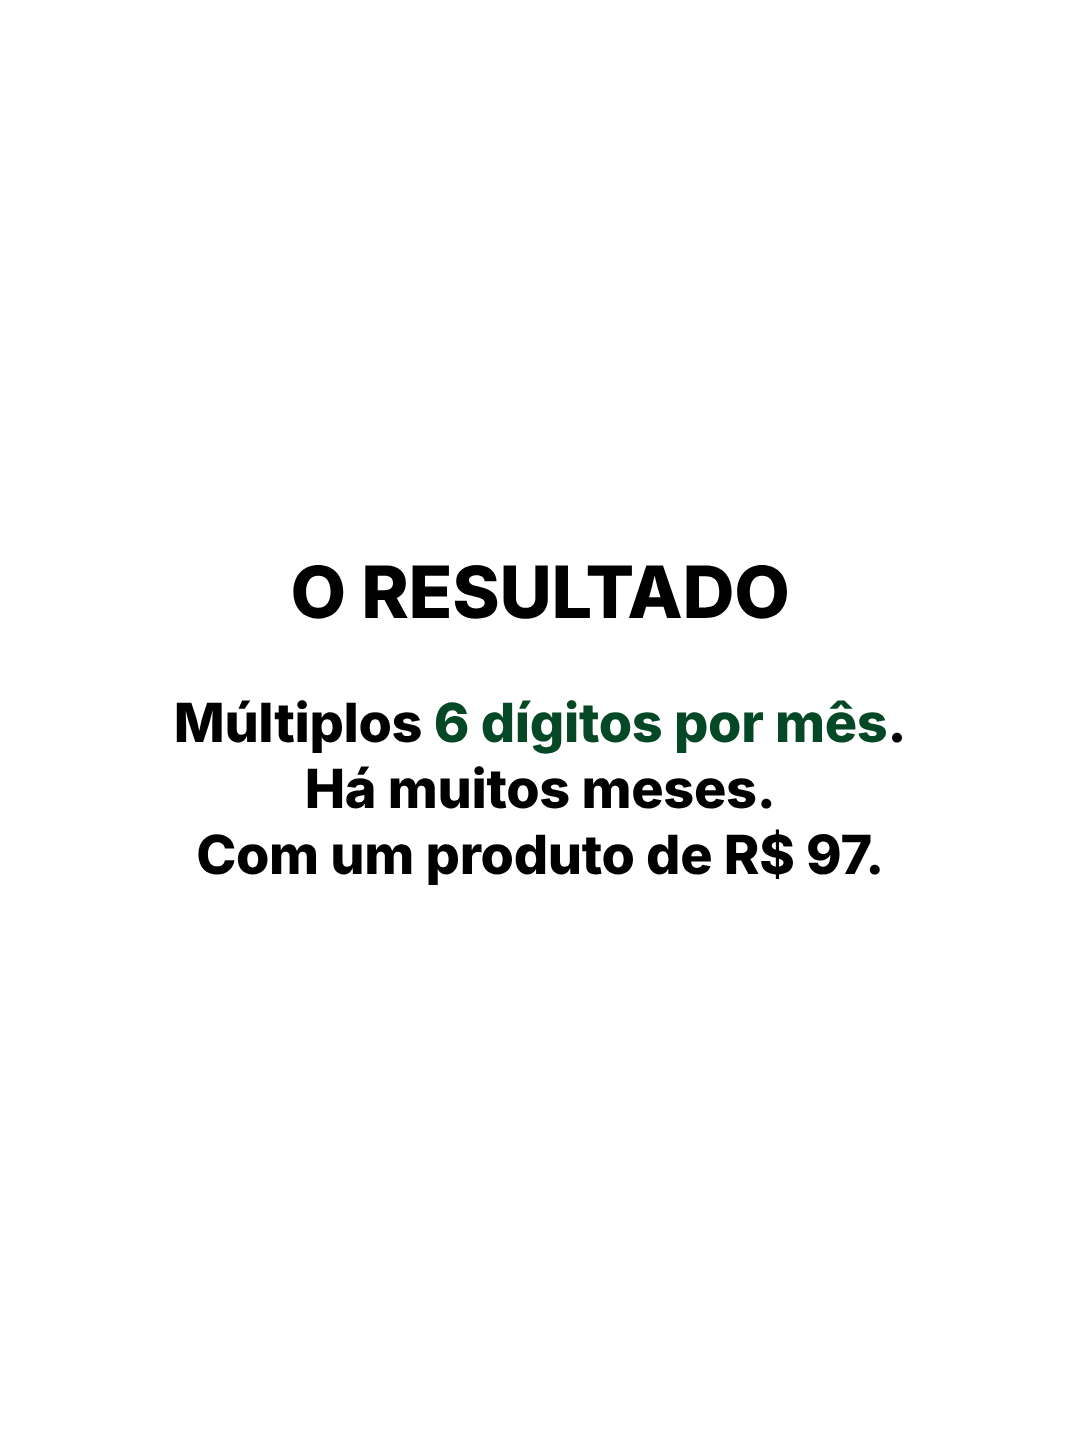 O RESULTADO
Múltiplos 6 dígitos por mês.
Há muitos meses.
Com um produto de R$ 97.